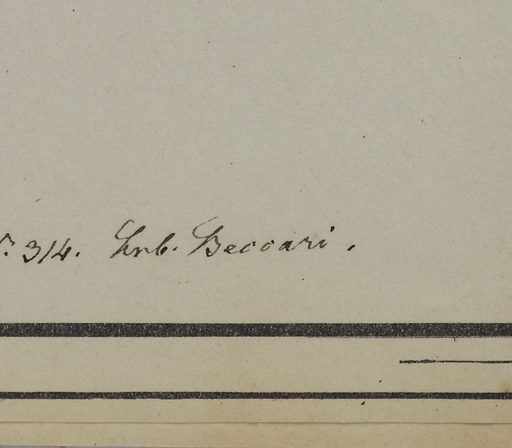 º. 314. Hrb. Beccari.